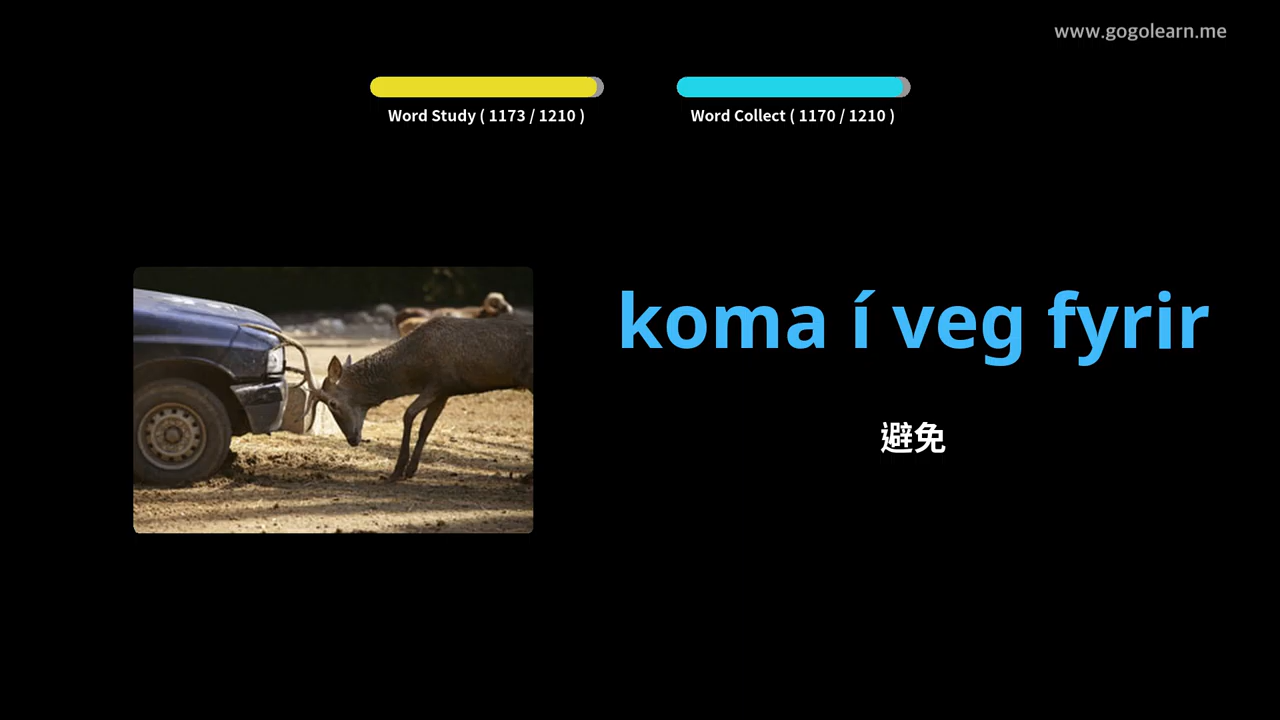 www.gogolearn.me
Word Study ( 1173 / 1210 )
Word Collect ( 1170 / 1210 )
koma í veg fyrir
避免